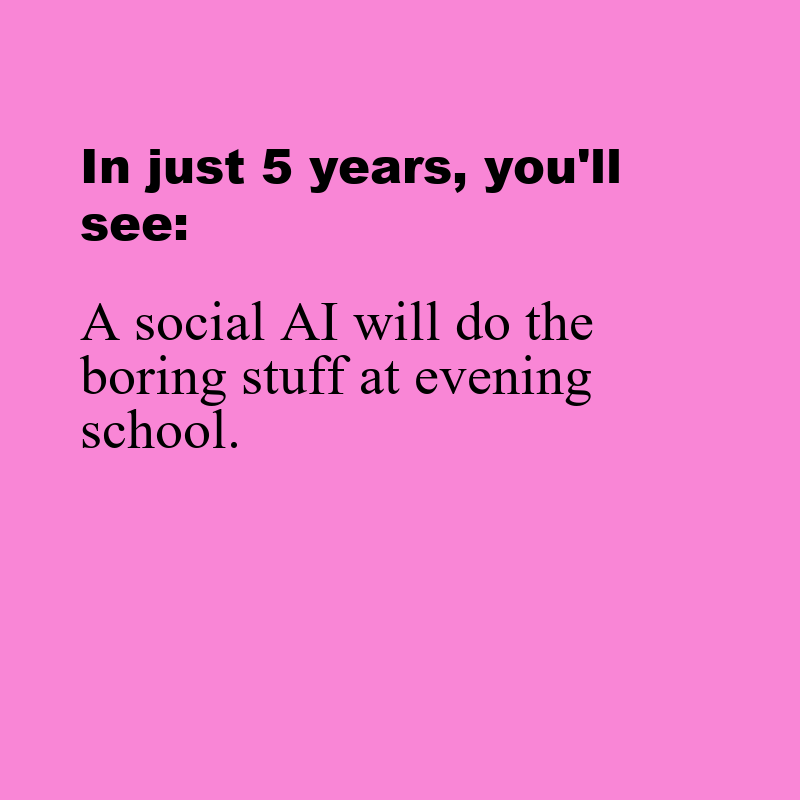 In just 5 years, you'll
see:
A social AI will do the
boring stuff at evening
school.